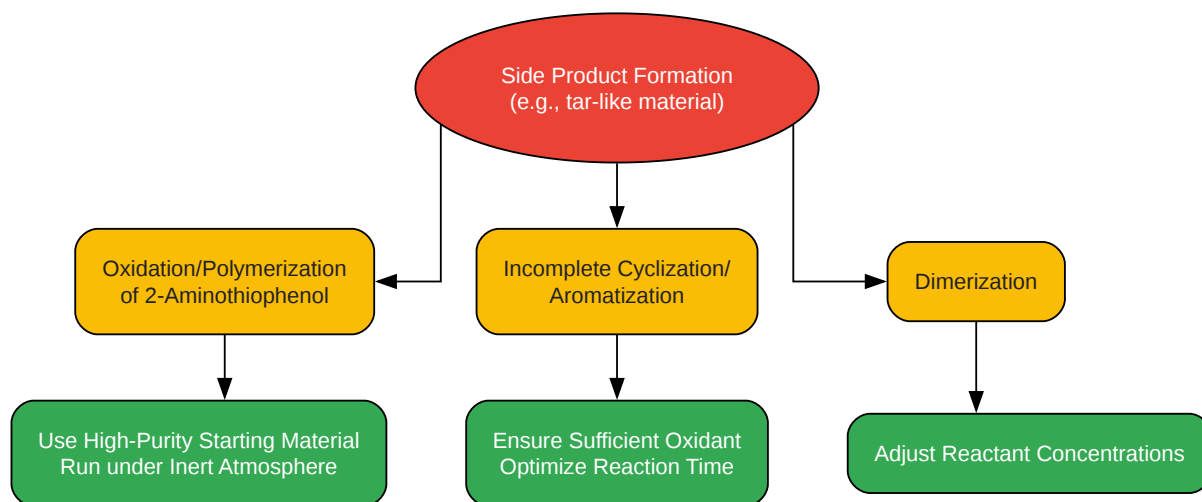 Side Product Formation
(e.g., tar-like material)
Oxidation/Polymerization
of 2-Aminothiophenol
Incomplete Cyclization/
Aromatization
Dimerization
Use High-Purity Starting Material
Run under Inert Atmosphere
Ensure Sufficient Oxidant
Optimize Reaction Time
Adjust Reactant Concentrations